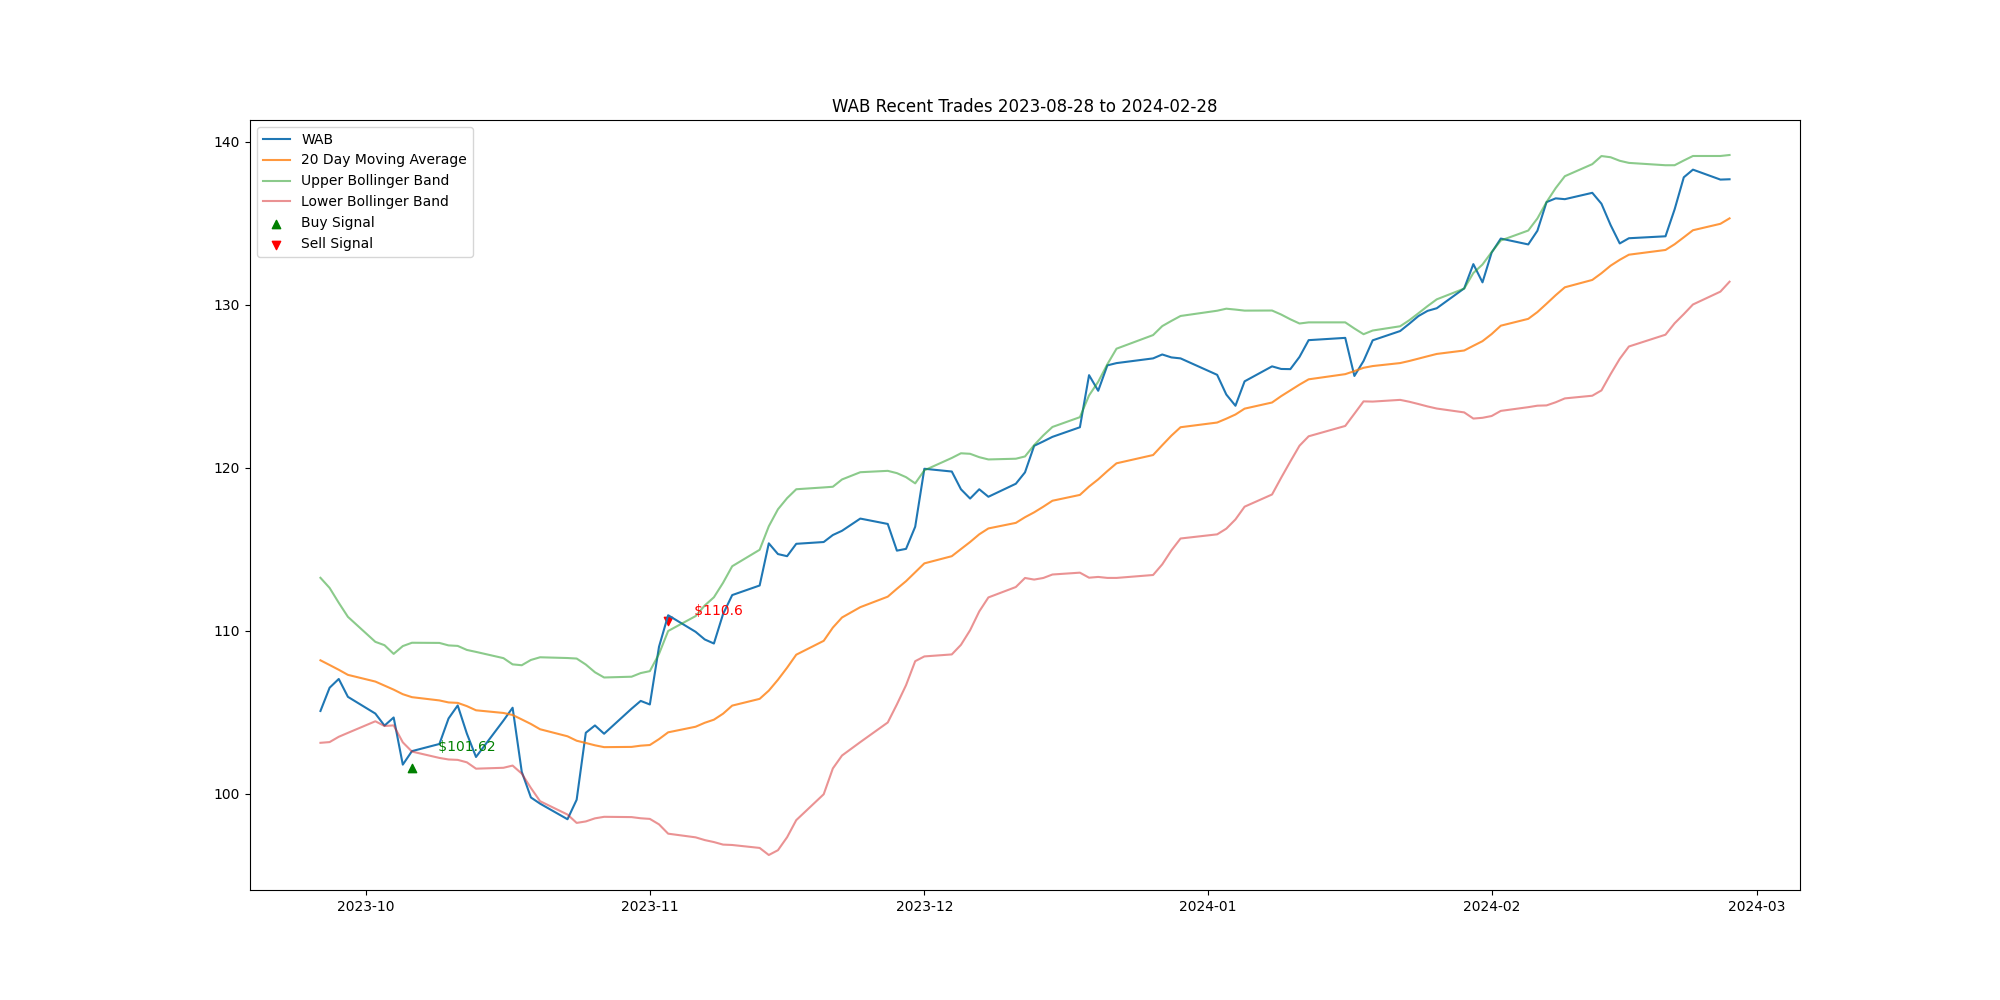 WAB Recent Trades 2023-08-28 to 2024-02-28
WAB
20 Day Moving Average
Upper Bollinger Band
Lower Bollinger Band
Buy Signal
Sell Signal
140
130
120
110
100
$110.6
$101.62
2023-10
2023-11
2023-12
2024-01
2024-02
2024-03